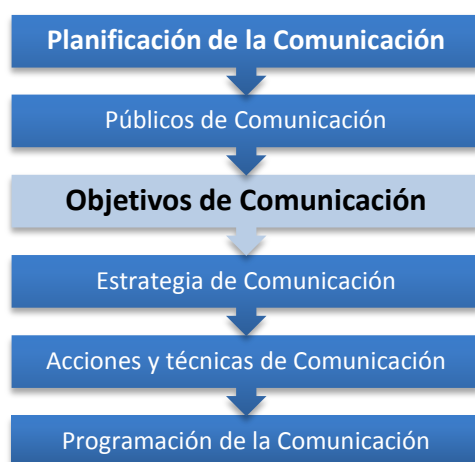 Planificación de la Comunicación
Públicos de Comunicación
Objetivos de Comunicación
Estrategia de Comunicación
Acciones y técnicas de Comunicación
Programación de la Comunicación